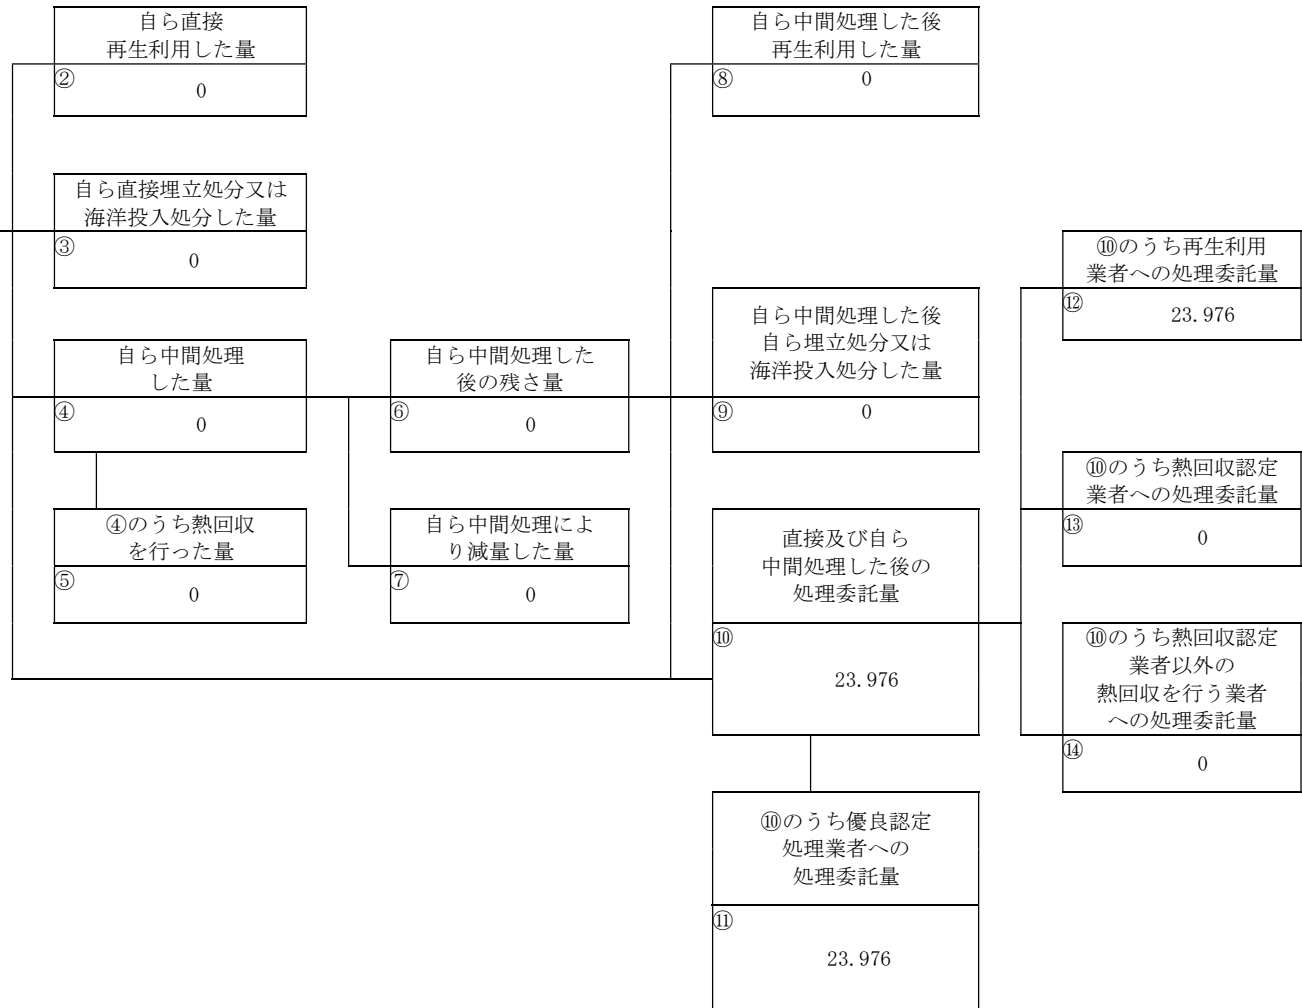 自ら直接
再生利用した量
②
0
自ら中間処理した後
再生利用した量
⑧
0
自ら直接埋立処分又は
海洋投入処分した量
③
0
⑩のうち再生利用
業者への処理委託量
⑫
23.976
自ら中間処理した後
自ら埋立処分又は
海洋投入処分した量
⑨
0
自ら中間処理
した量
④
0
自ら中間処理した
後の残さ量
⑥
0
⑩のうち熱回収認定
業者への処理委託量
⑬
0
④のうち熱回収
を行った量
⑤
0
自ら中間処理によ
り減量した量
⑦
0
直接及び自ら
中間処理した後の
処理委託量
⑩
23.976
⑩のうち熱回収認定
業者以外の
熱回収を行う業者
への処理委託量
⑭
0
⑩のうち優良認定
処理業者への
処理委託量
⑪
23.976